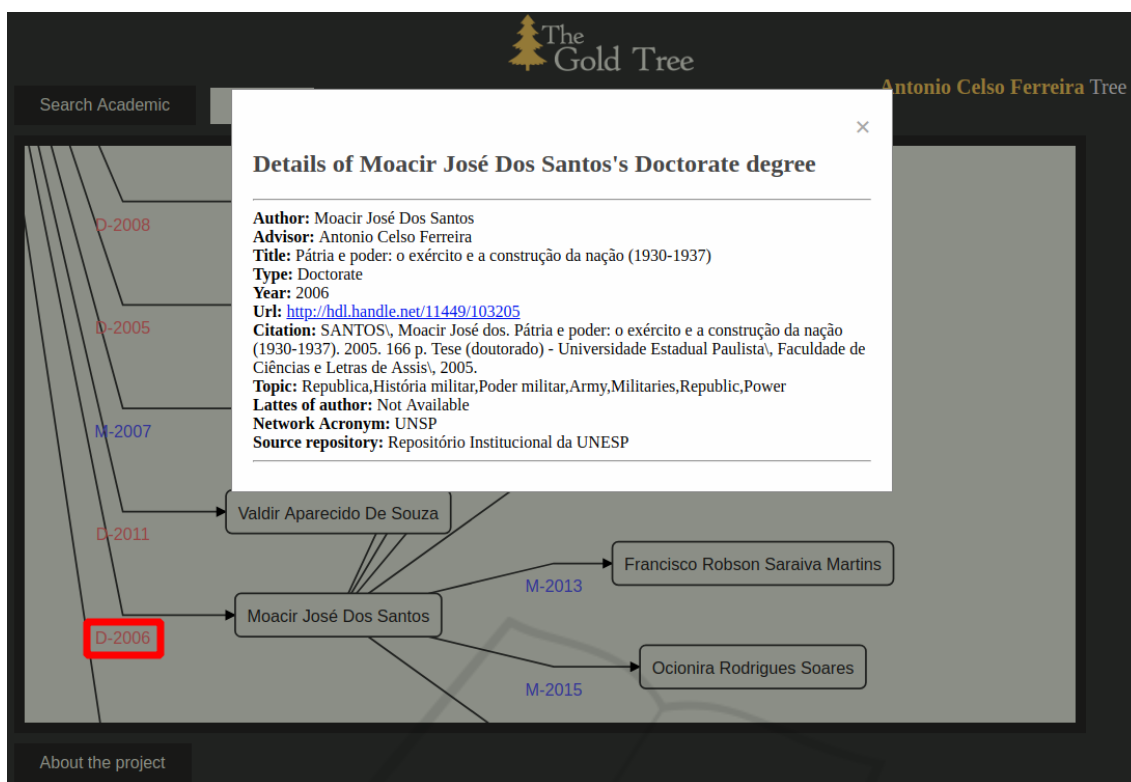 The
Gold Tree
Antonio Celso Ferreira Tree
Search Academic
×
Details of Moacir José Dos Santos's Doctorate degree
Author: Moacir José Dos Santos
Advisor: Antonio Celso Ferreira
Title: Pátria e poder: o exército e a construção da nação (1930-1937)
Type: Doctorate
Year: 2006
Url: http://hdl.handle.net/11449/103205
Citation: SANTOS\, Moacir José dos. Pátria e poder: o exército e a construção da nação
(1930-1937). 2005. 166 p. Tese (doutorado) - Universidade Estadual Paulista\, Faculdade de
Ciências e Letras de Assis\, 2005.
Topic: Republica,História militar,Poder militar,Army,Militaries,Republic,Power
Lattes of author: Not Available
Network Acronym: UNSP
Source repository: Repositório Institucional da UNESP
D-2008
D-2005
M-2007
Valdir Aparecido De Souza
D-2011
Francisco Robson Saraiva Martins
M-2013
Moacir José Dos Santos
D-2006
Ocionira Rodrigues Soares
M-2015
About the project